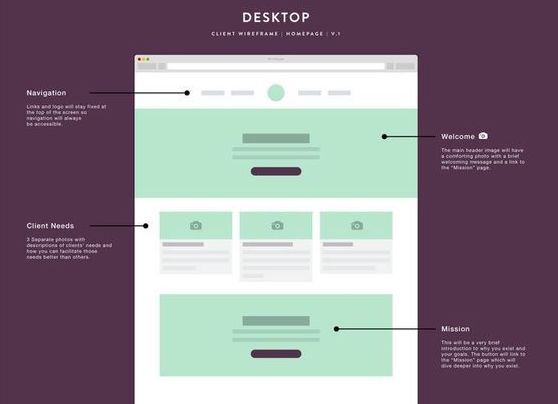 DESKTOP
CLIENT WIREFRAME | HOMEPAGE | V.1
Navigation
Links and logo will stay fixed at
the top of the screen so
navigation will always
be accessible.
Welcome
The main header image will have
a comforting photo with a brief
welcoming message and a link to
the "Mission" page.
Client Needs
3 Separate photos with
descriptions of clients' needs and
how you can facilitate those
needs better than others.
Mission
This will be a very brief
introduction to why you exist and
your goals. The button will link to
the "Mission" page which will
dive deeper into why you exist.